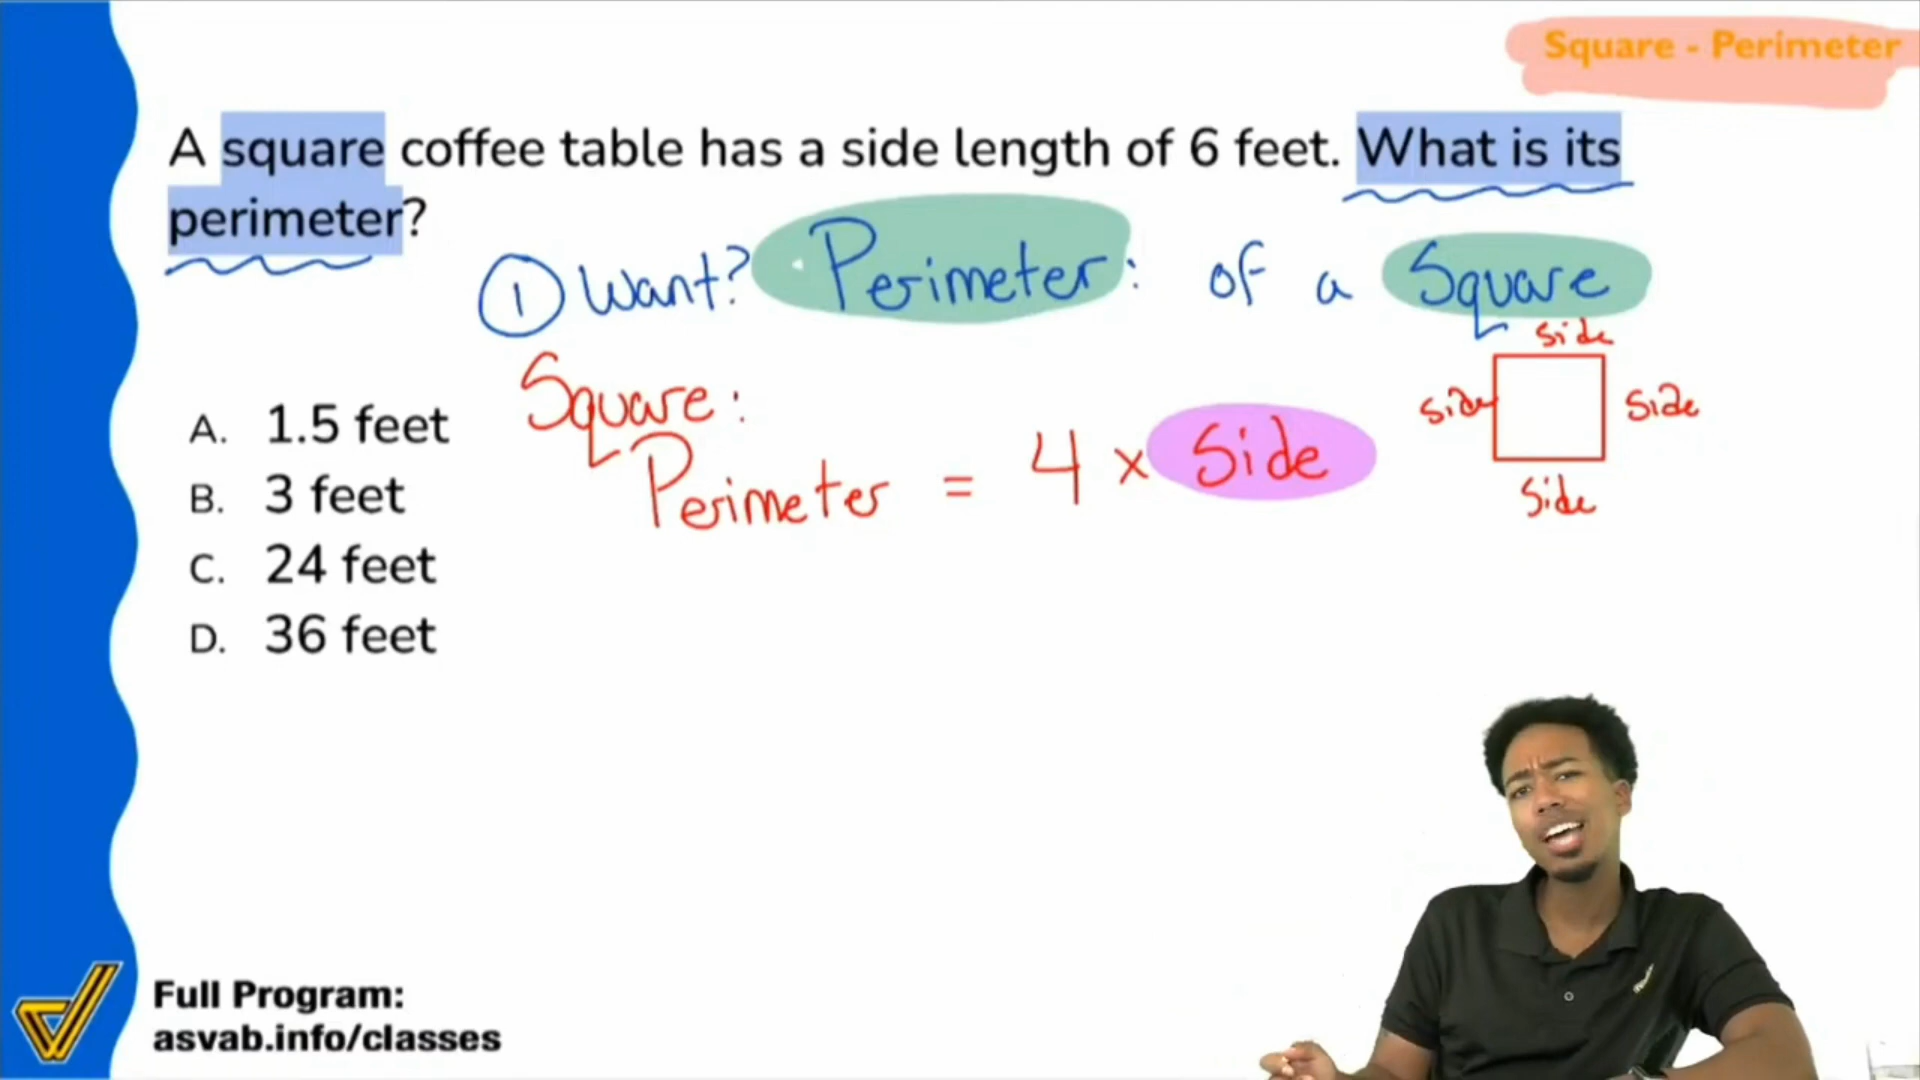 Square - Perimeter
A square coffee table has a side length of 6 feet. What is its
perimeter?
① Want? Perimeter: of a Square
Square:
Perimeter = 4 x Side
side
side
side
Side
A. 1.5 feet
B. 3 feet
C. 24 feet
D. 36 feet
Full Program:
asvab.info/classes